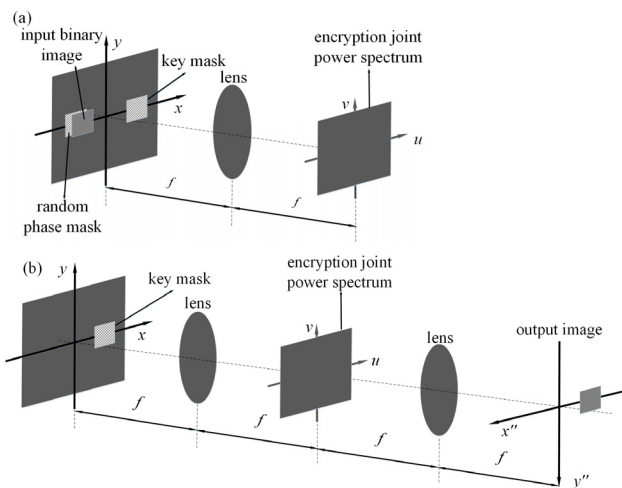 (a)
input binary
image
y
key mask
x
lens
encryption joint
power spectrum
v
u
random
phase mask
f
f
(b)
y
key mask
x
lens
encryption joint
power spectrum
v
u
lens
output image
x″
y″
f
f
f
f